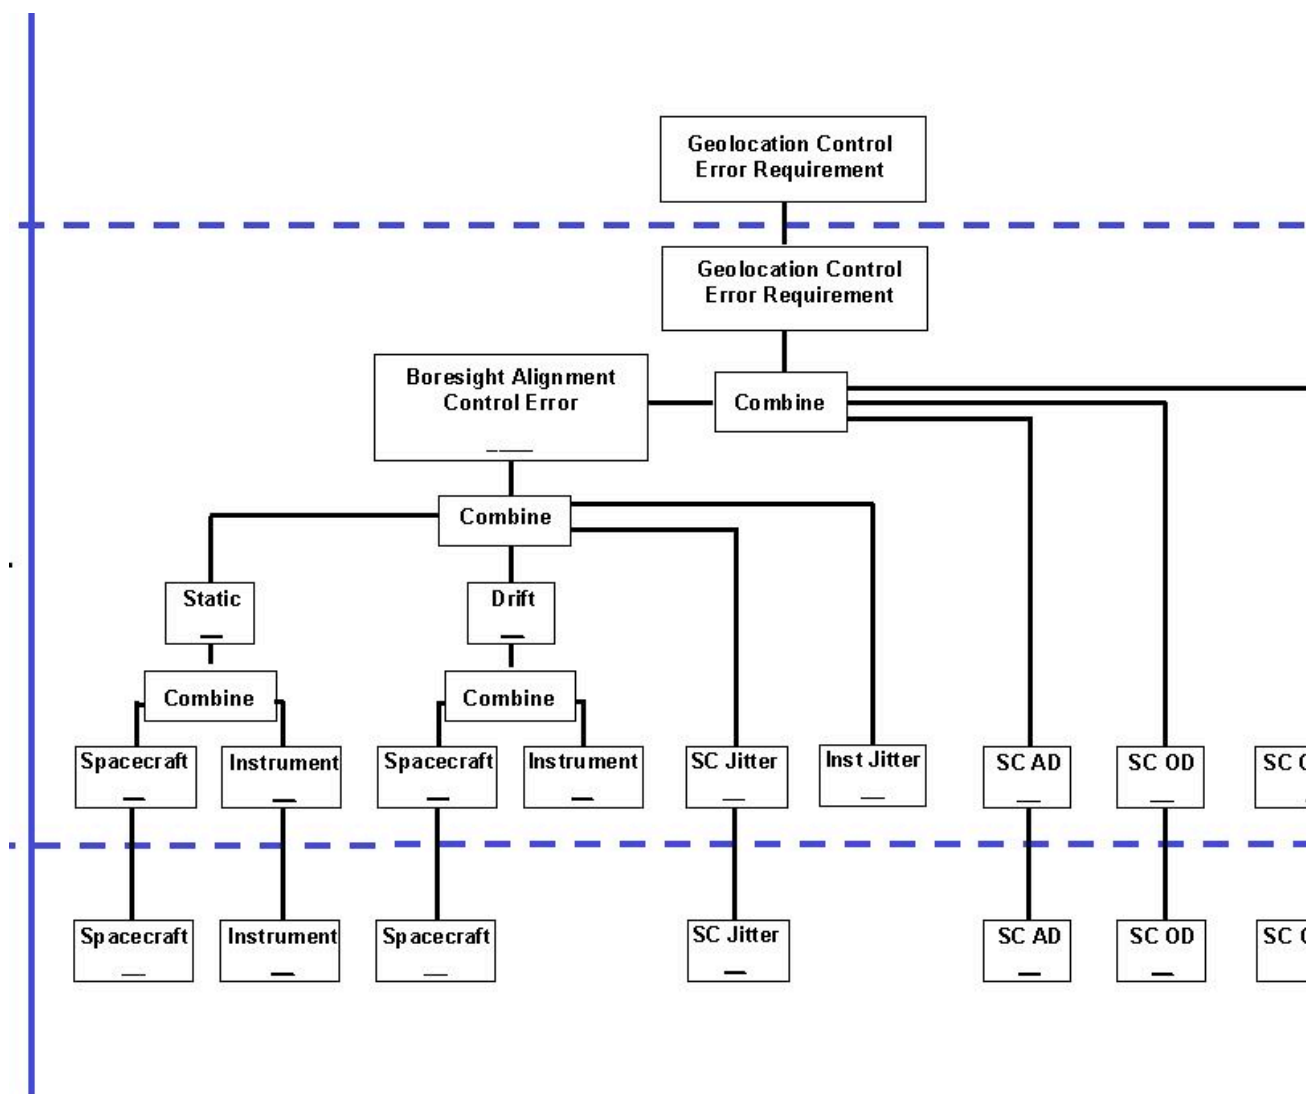 Geolocation Control
Error Requirement
Geolocation Control
Error Requirement
Boresight Alignment
Control Error
Combine
Combine
Static
Drift
Combine
Combine
Spacecraft
Instrument
Spacecraft
Instrument
SC Jitter
Inst Jitter
SC AD
SC OD
SC
Spacecraft
Instrument
Spacecraft
SC Jitter
SC AD
SC OD
SC